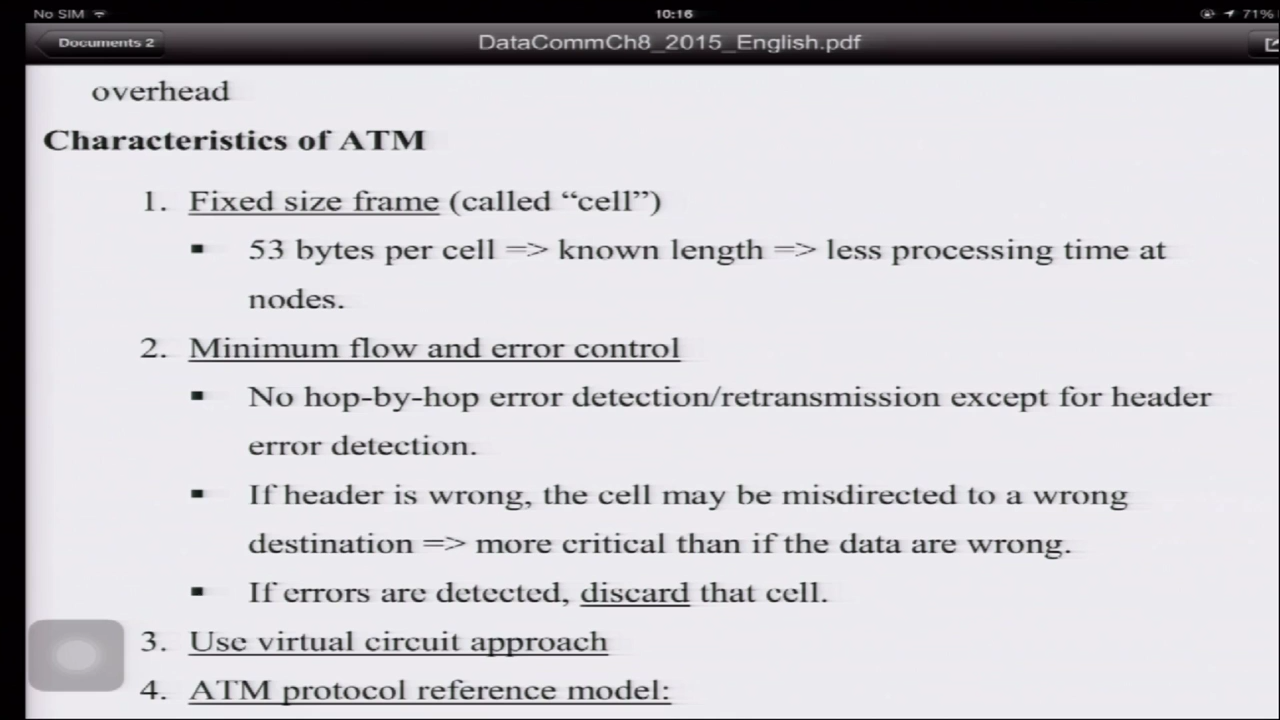 No SIM 10:16 71%
Documents 2 DataCommCh8_2015_English.pdf
overhead
Characteristics of ATM
1. Fixed size frame (called “cell”)
▪ 53 bytes per cell => known length => less processing time at
nodes.
2. Minimum flow and error control
▪ No hop-by-hop error detection/retransmission except for header
error detection.
▪ If header is wrong, the cell may be misdirected to a wrong
destination => more critical than if the data are wrong.
▪ If errors are detected, discard that cell.
3. Use virtual circuit approach
4. ATM protocol reference model: